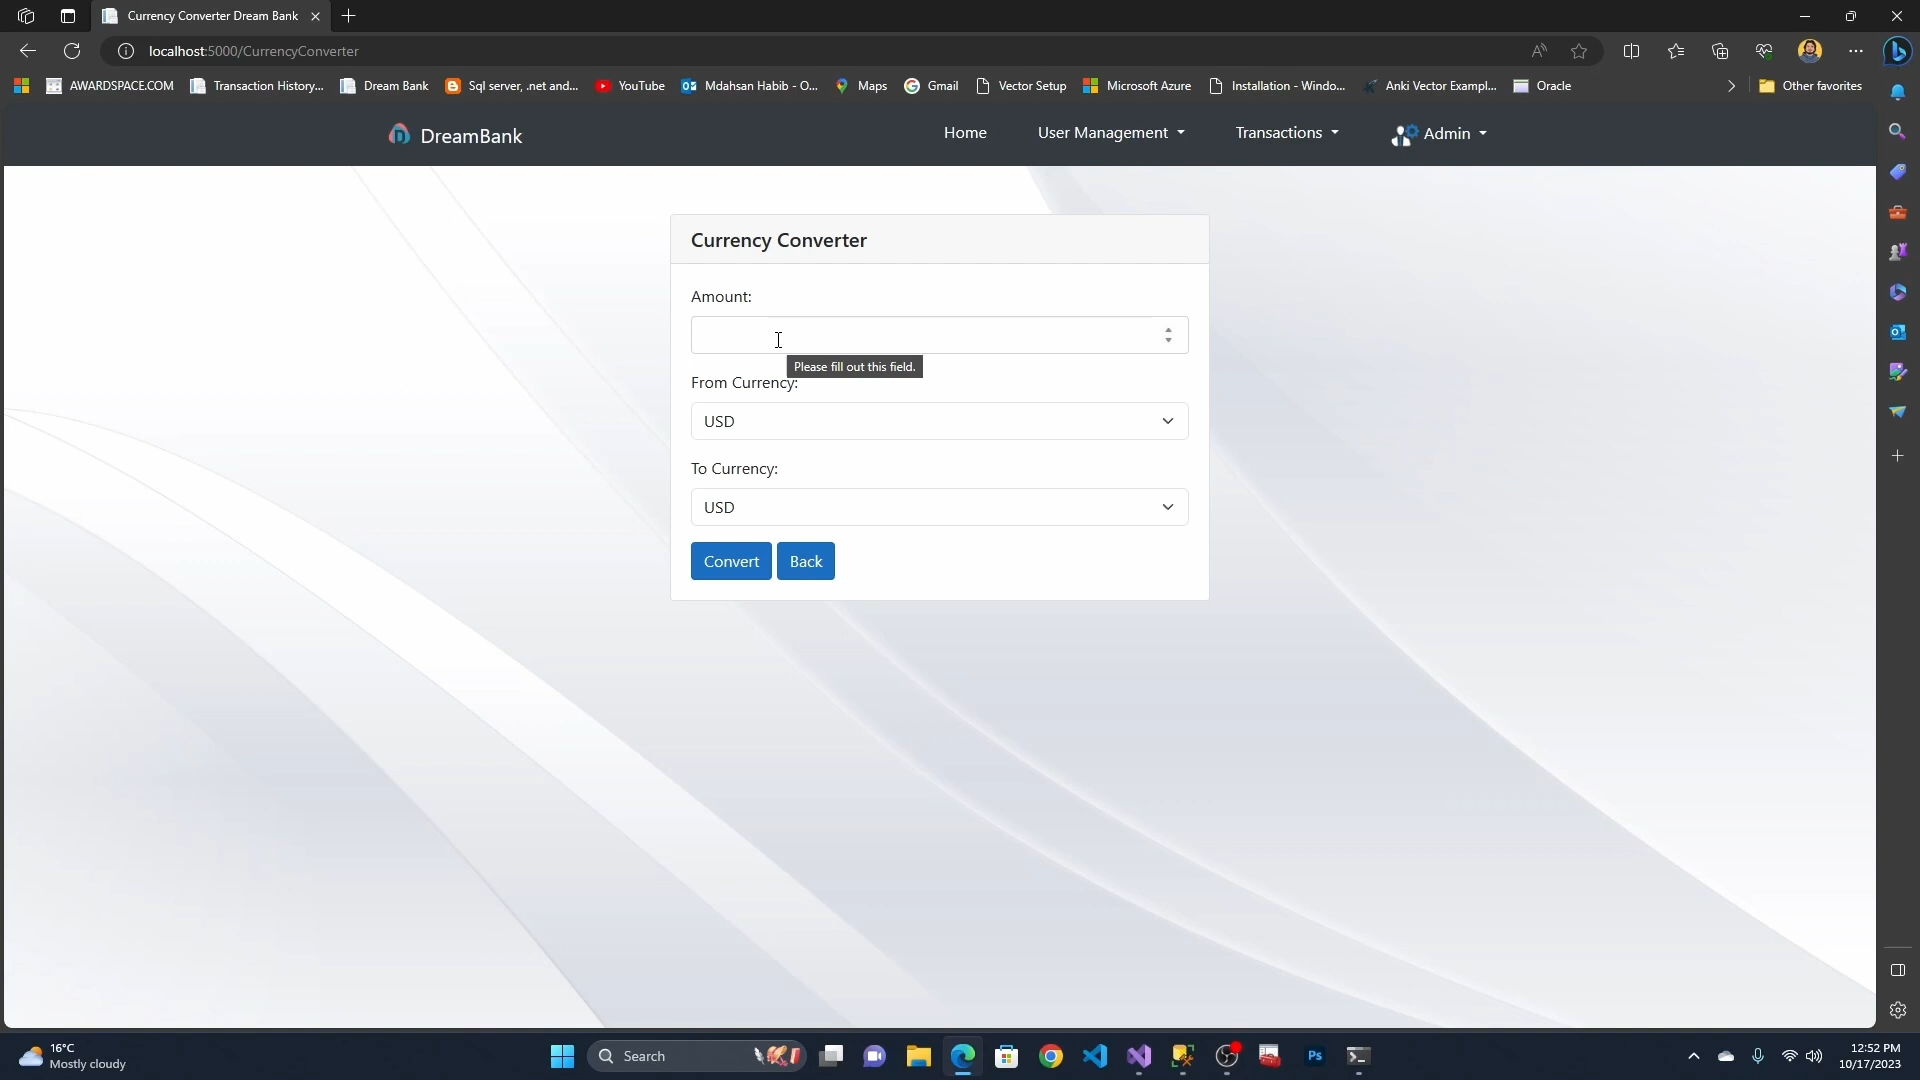 Currency Converter Dream Bank
localhost:5000/CurrencyConverter
AWARDSPACE.COM
Transaction History...
Dream Bank
Sql server, .net and...
YouTube
Mdahsan Habib - O...
Maps
Gmail
Vector Setup
Microsoft Azure
Installation - Windo...
Anki Vector Exampl...
Oracle
Other favorites
DreamBank
Home
User Management
Transactions
Admin
Currency Converter
Amount:
Please fill out this field.
From Currency:
USD
To Currency:
USD
Convert
Back
16°C
Mostly cloudy
Search
Ps
12:52 PM
10/17/2023